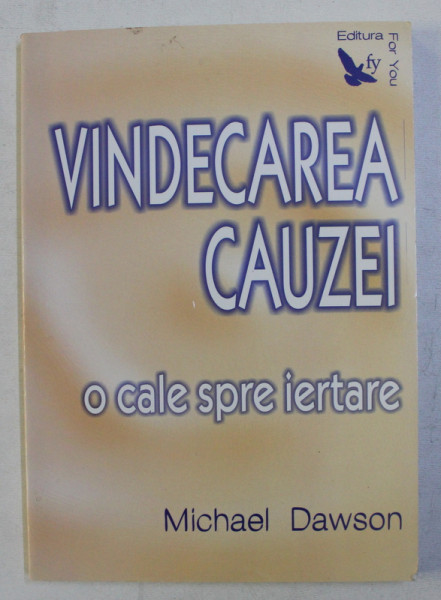 Editura
For You
fy
VINDECAREA
CAUZEI
o cale spre iertare
Michael Dawson